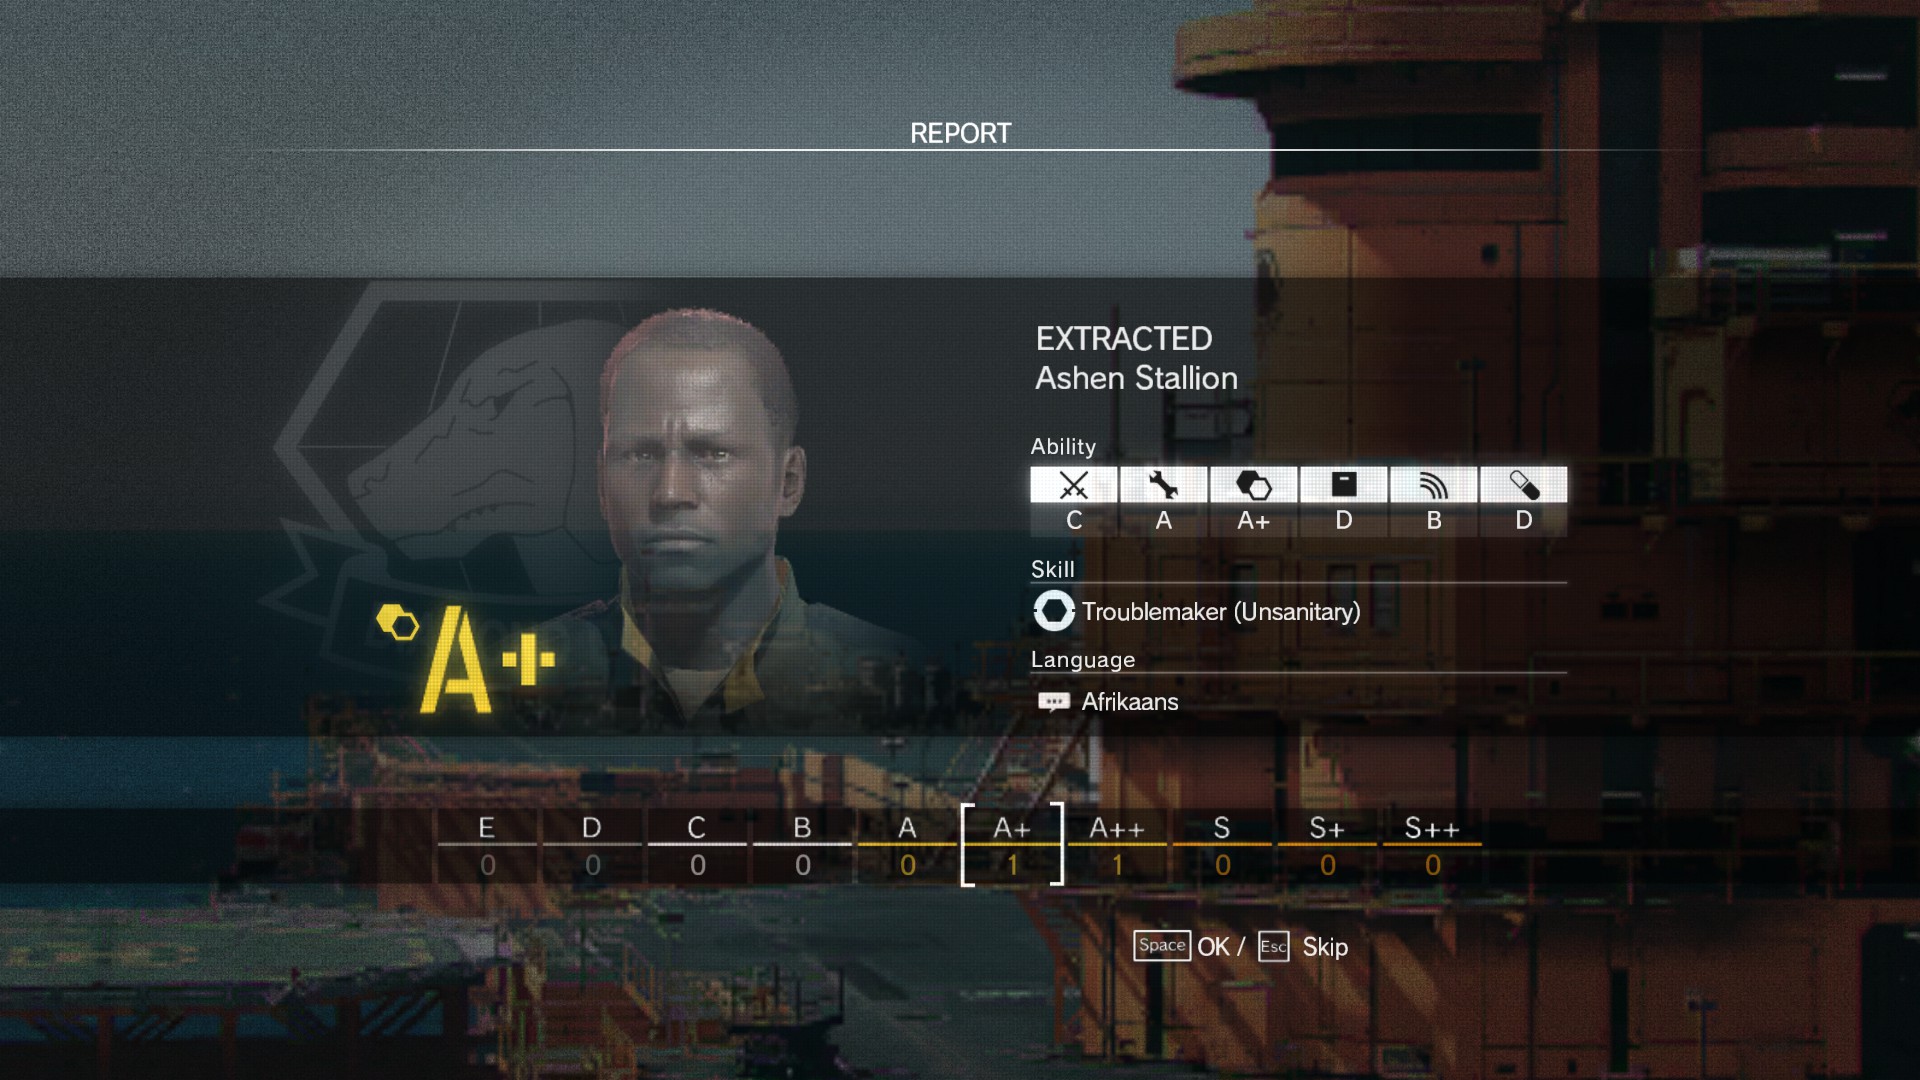 REPORT
EXTRACTED
Ashen Stallion
Ability
C A A+ D B D
Skill
Troublemaker (Unsanitary)
Language
Afrikaans
A+
E D C B A A+ A++ S S+ S++
0 0 0 0 0 1 1 0 0 0
Space OK / Esc Skip